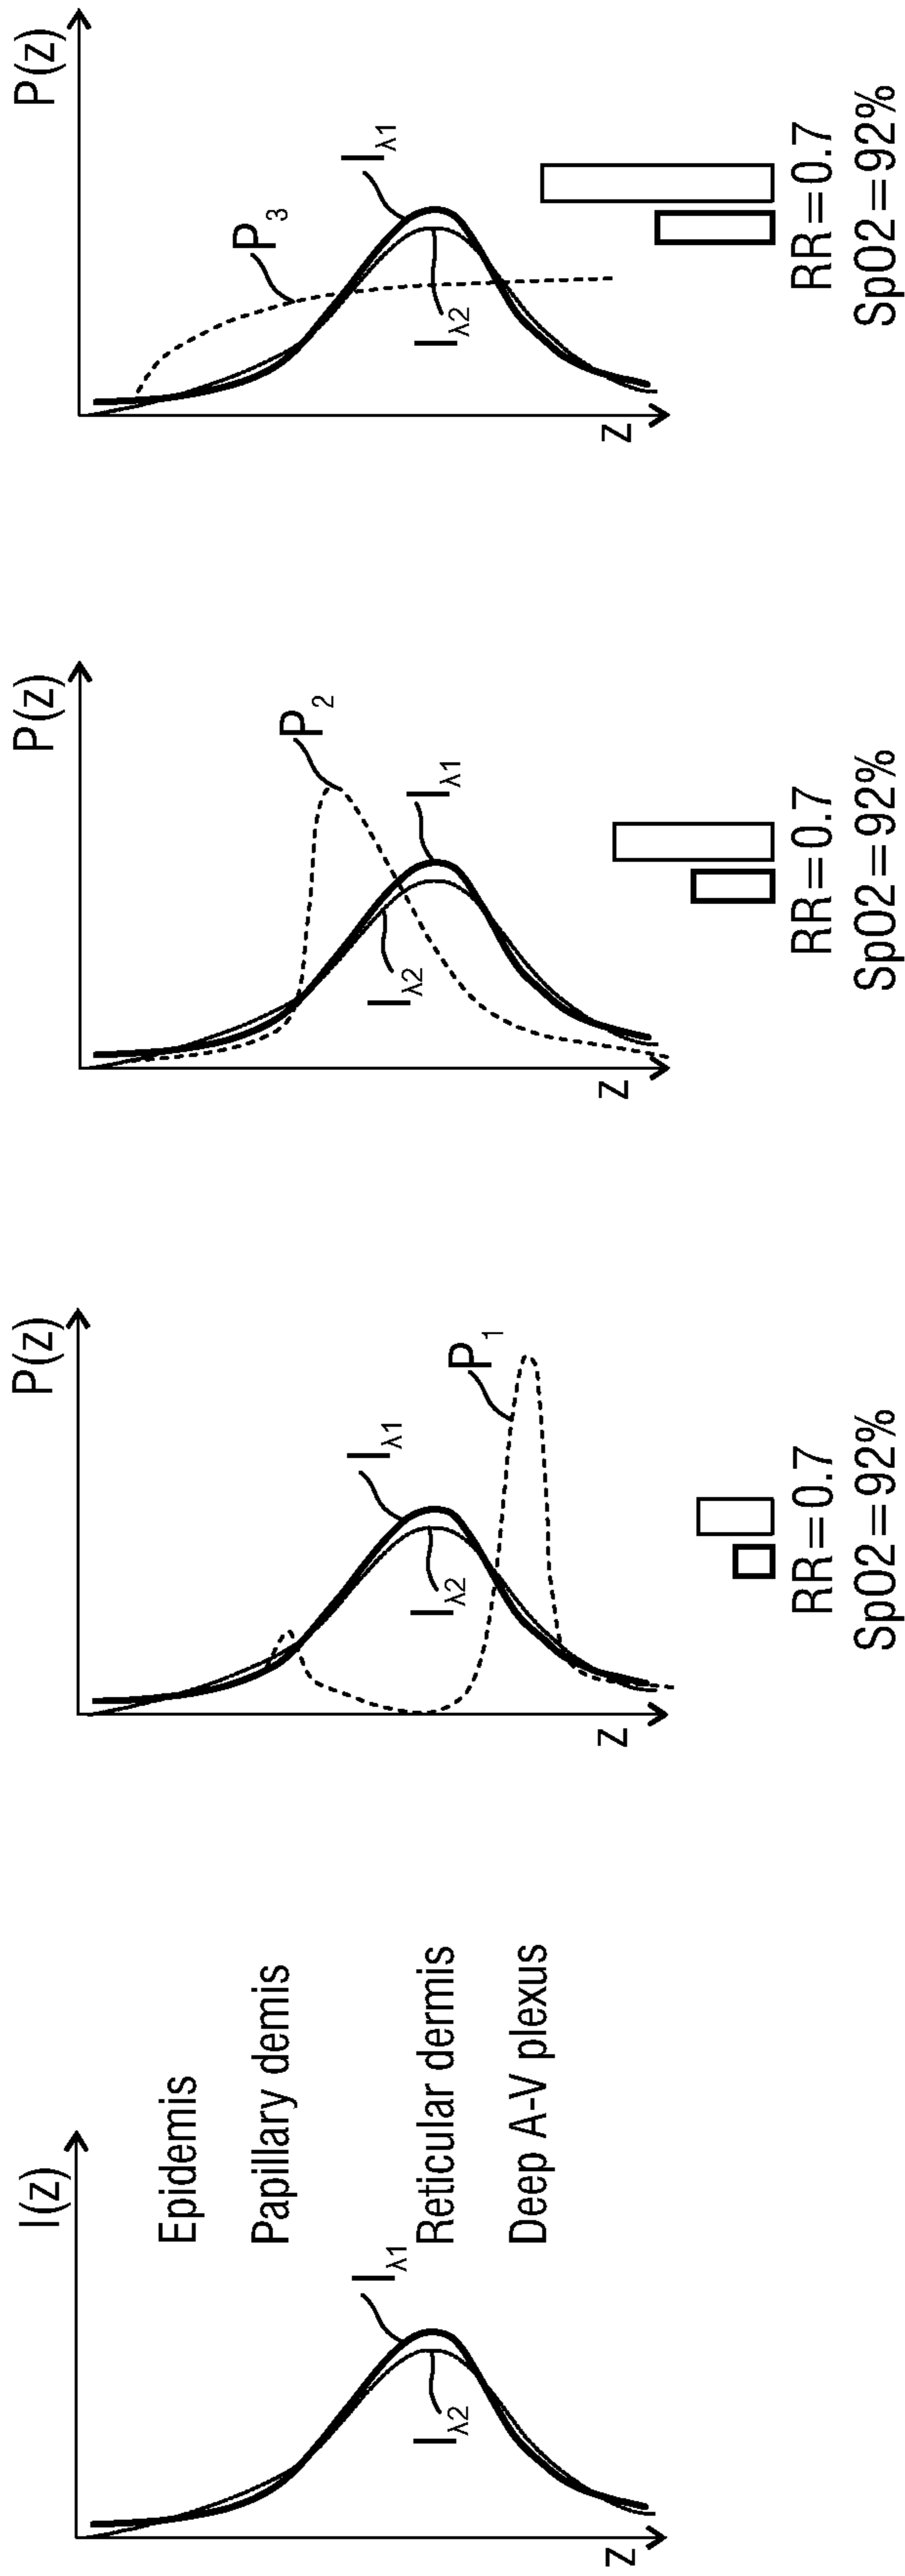 I(z)
Epidemis
Papillary demis
Iλ1
Reticular dermis
Iλ2
Deep A-V plexus
z
P(z)
Iλ1
Iλ2
P1
z
RR=0.7
SpO2=92%
P(z)
P2
Iλ2
Iλ1
z
RR=0.7
SpO2=92%
P(z)
P3
Iλ1
Iλ2
z
RR=0.7
SpO2=92%